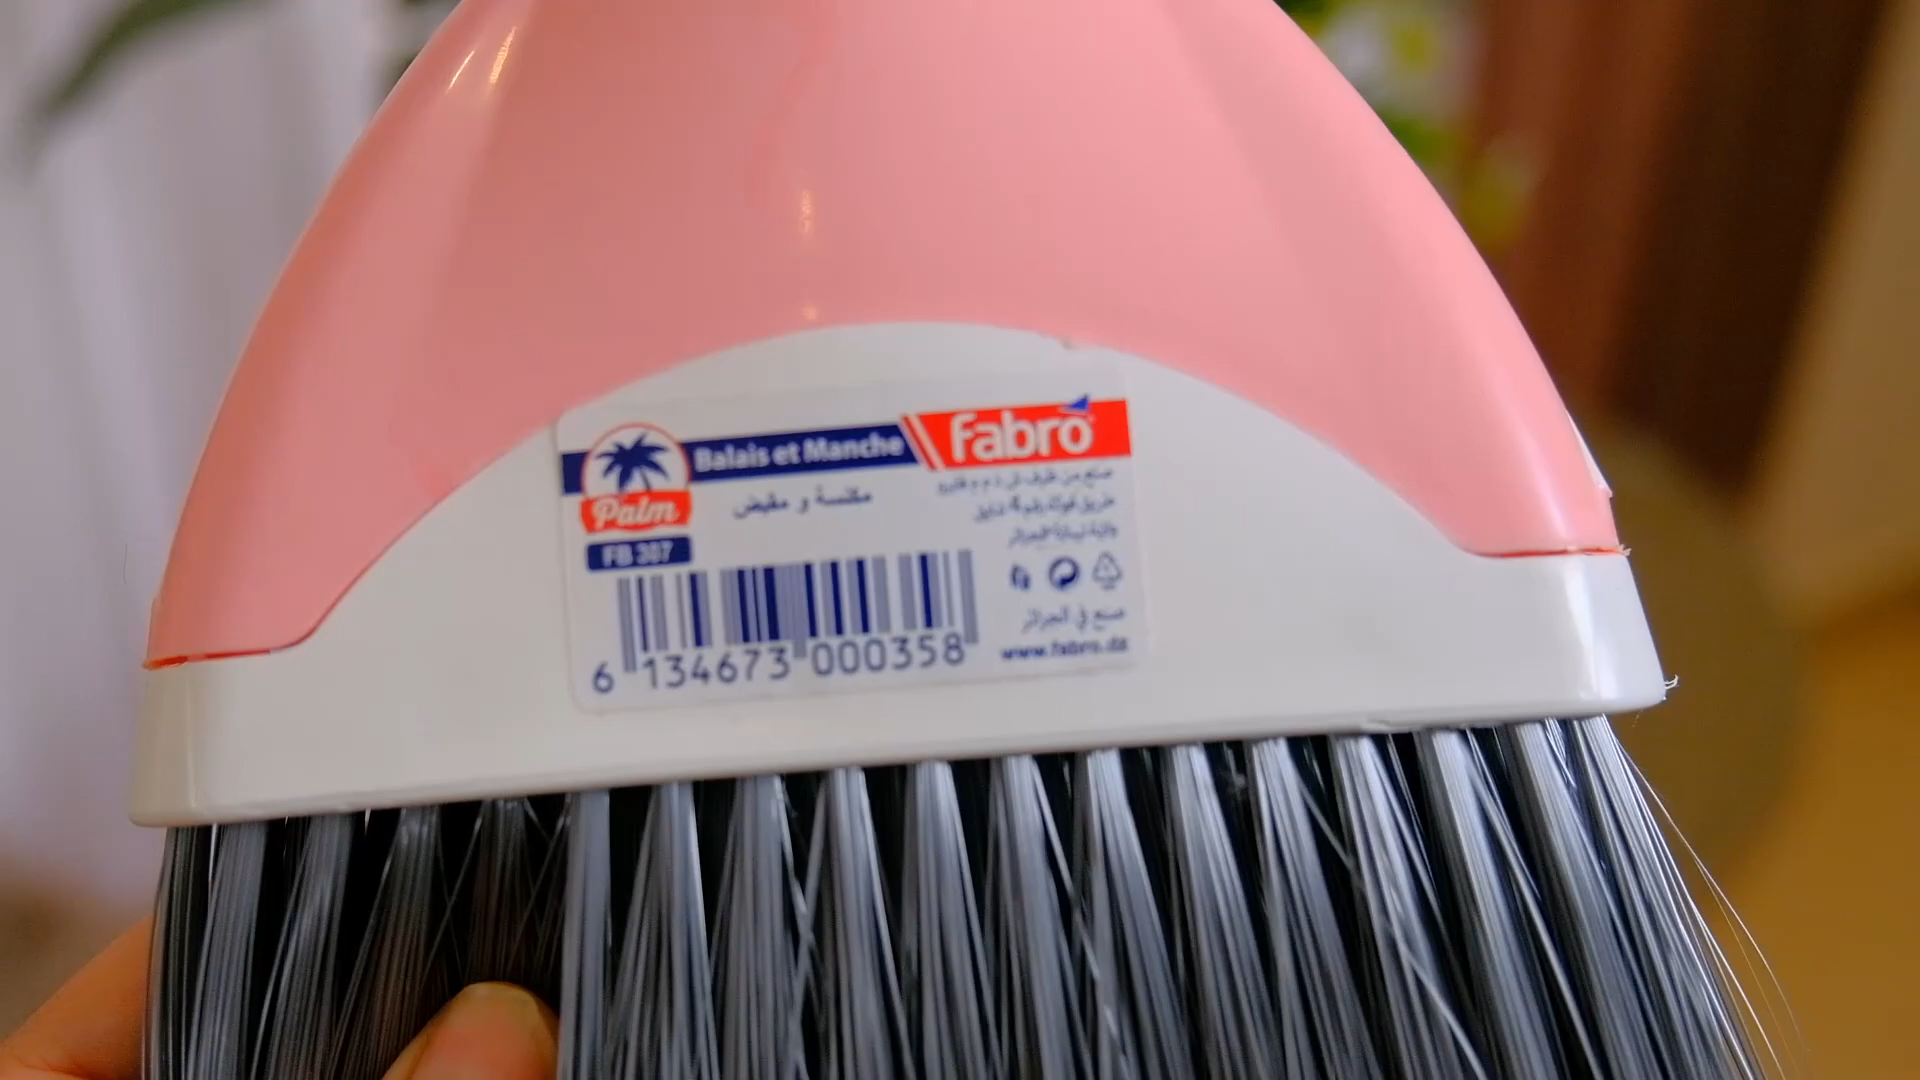 Balais et Manche
fabro
Palm
مكنسة و مقبض
FB 307
صنع في الجزائر
www.fabro.dz
6 134673 000358